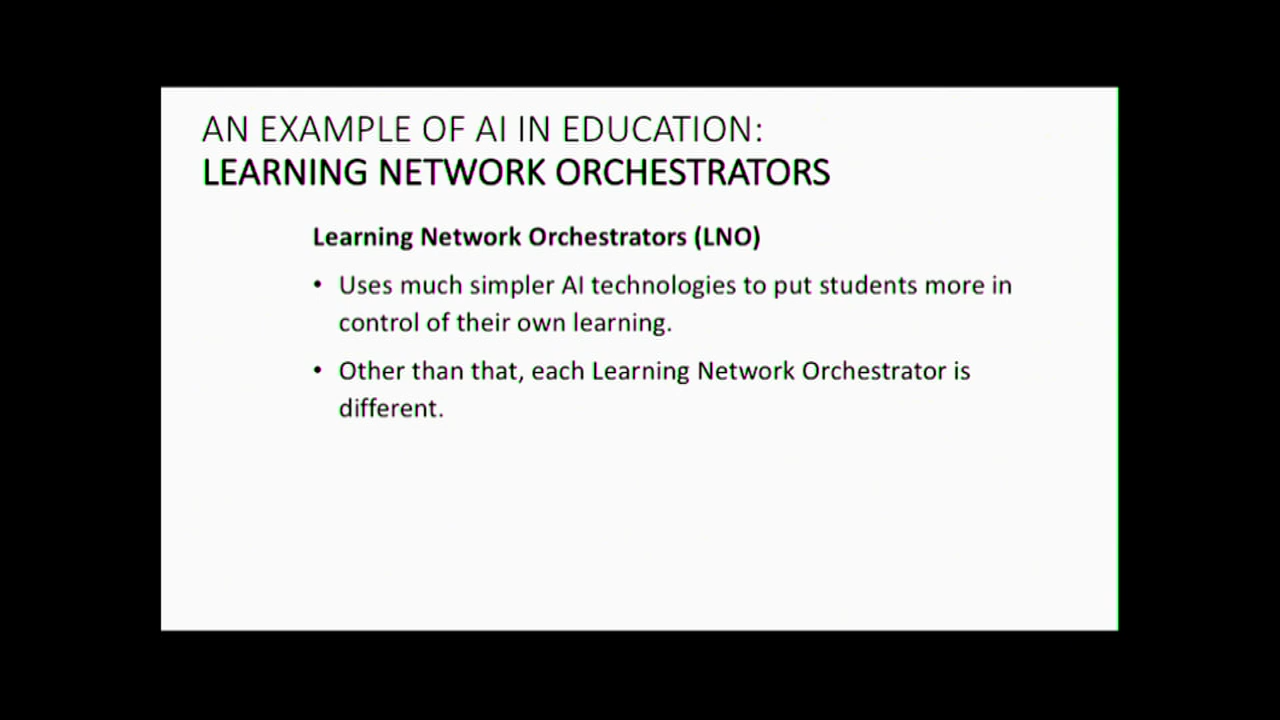 AN EXAMPLE OF AI IN EDUCATION:
LEARNING NETWORK ORCHESTRATORS
Learning Network Orchestrators (LNO)
• Uses much simpler AI technologies to put students more in
control of their own learning.
• Other than that, each Learning Network Orchestrator is
different.